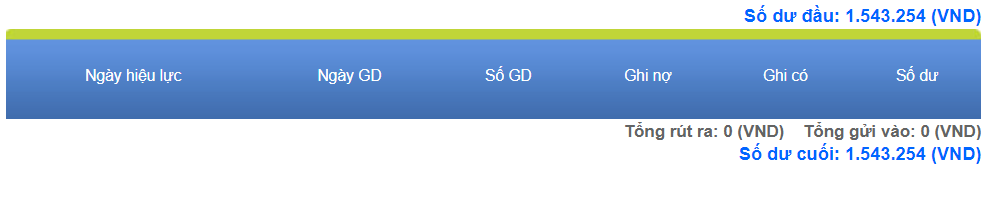 Số dư đầu: 1.543.254 (VND)
Ngày hiệu lực Ngày GD Số GD Ghi nợ Ghi có Số dư
Tổng rút ra: 0 (VND) Tổng gửi vào: 0 (VND)
Số dư cuối: 1.543.254 (VND)